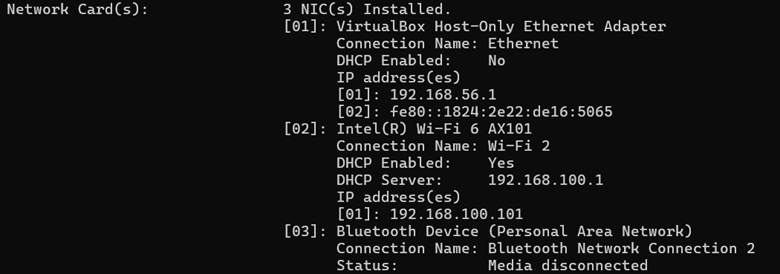 Network Card(s): 3 NIC(s) Installed.
[01]: VirtualBox Host-Only Ethernet Adapter
Connection Name: Ethernet
DHCP Enabled: No
IP address(es)
[01]: 192.168.56.1
[02]: fe80::1824:2e22:de16:5065
[02]: Intel(R) Wi-Fi 6 AX101
Connection Name: Wi-Fi 2
DHCP Enabled: Yes
DHCP Server: 192.168.100.1
IP address(es)
[01]: 192.168.100.101
[03]: Bluetooth Device (Personal Area Network)
Connection Name: Bluetooth Network Connection 2
Status: Media disconnected